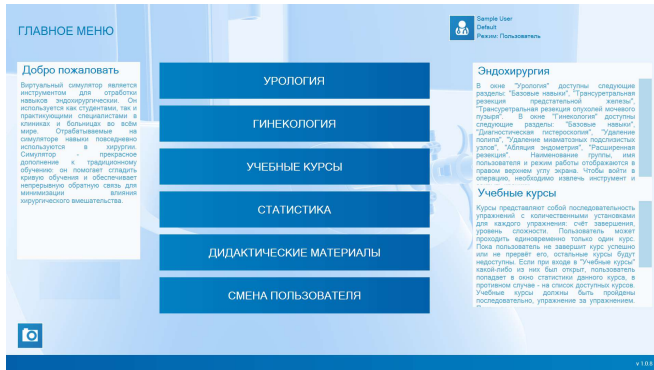 ГЛАВНОЕ МЕНЮ
Sample User
Default
Режим: Пользователь
Добро пожаловать
Виртуальный симулятор является
инструментом для отработки
навыков эндохирургически. Он
используется как студентами, так и
практикующими специалистами в
клиниках и больницах во всём
мире. Отрабатываемые на
симуляторе навыки повседневно
используются в хирургии.
Симулятор - прекрасное
дополнение к традиционному
обучению: он помогает сгладить
кривую обучения и обеспечивает
непрерывную обратную связь для
минимизации влияния
хирургического вмешательства.
УРОЛОГИЯ
ГИНЕКОЛОГИЯ
УЧЕБНЫЕ КУРСЫ
СТАТИСТИКА
ДИДАКТИЧЕСКИЕ МАТЕРИАЛЫ
СМЕНА ПОЛЬЗОВАТЕЛЯ
Эндохирургия
В окне "Урология" доступны следующие
разделы: "Базовые навыки", "Трансуретральная
резекция предстательной железы",
"Трансуретральная резекция опухолей мочевого
пузыря". В окне "Гинекология" доступны
следующие разделы: "Базовые навыки",
"Диагностическая гистероскопия", "Удаление
полипа", "Удаление миоматозных подслизистых
узлов", "Абляция эндометрия", "Расширенная
резекция". Наименование группы, имя
пользователя и режим работы отображаются в
правом верхнем углу экрана. Чтобы войти в
операцию, необходимо извлечь инструмент и
Учебные курсы
Курсы представляют собой последовательность
упражнений с количественными установками
для каждого упражнения: счёт завершения,
уровень сложности. Пользователь может
проходить единовременно только один курс.
Пока пользователь не завершит курс успешно
или не прервёт его, остальные курсы будут
недоступны. Если при входе в "Учебные курсы"
какой-либо из них был открыт, пользователь
попадает в окно статистики данного курса, в
противном случае - на список доступных курсов.
Учебные курсы должны быть пройдены
последовательно, упражнение за упражнением.
v 1.0.8